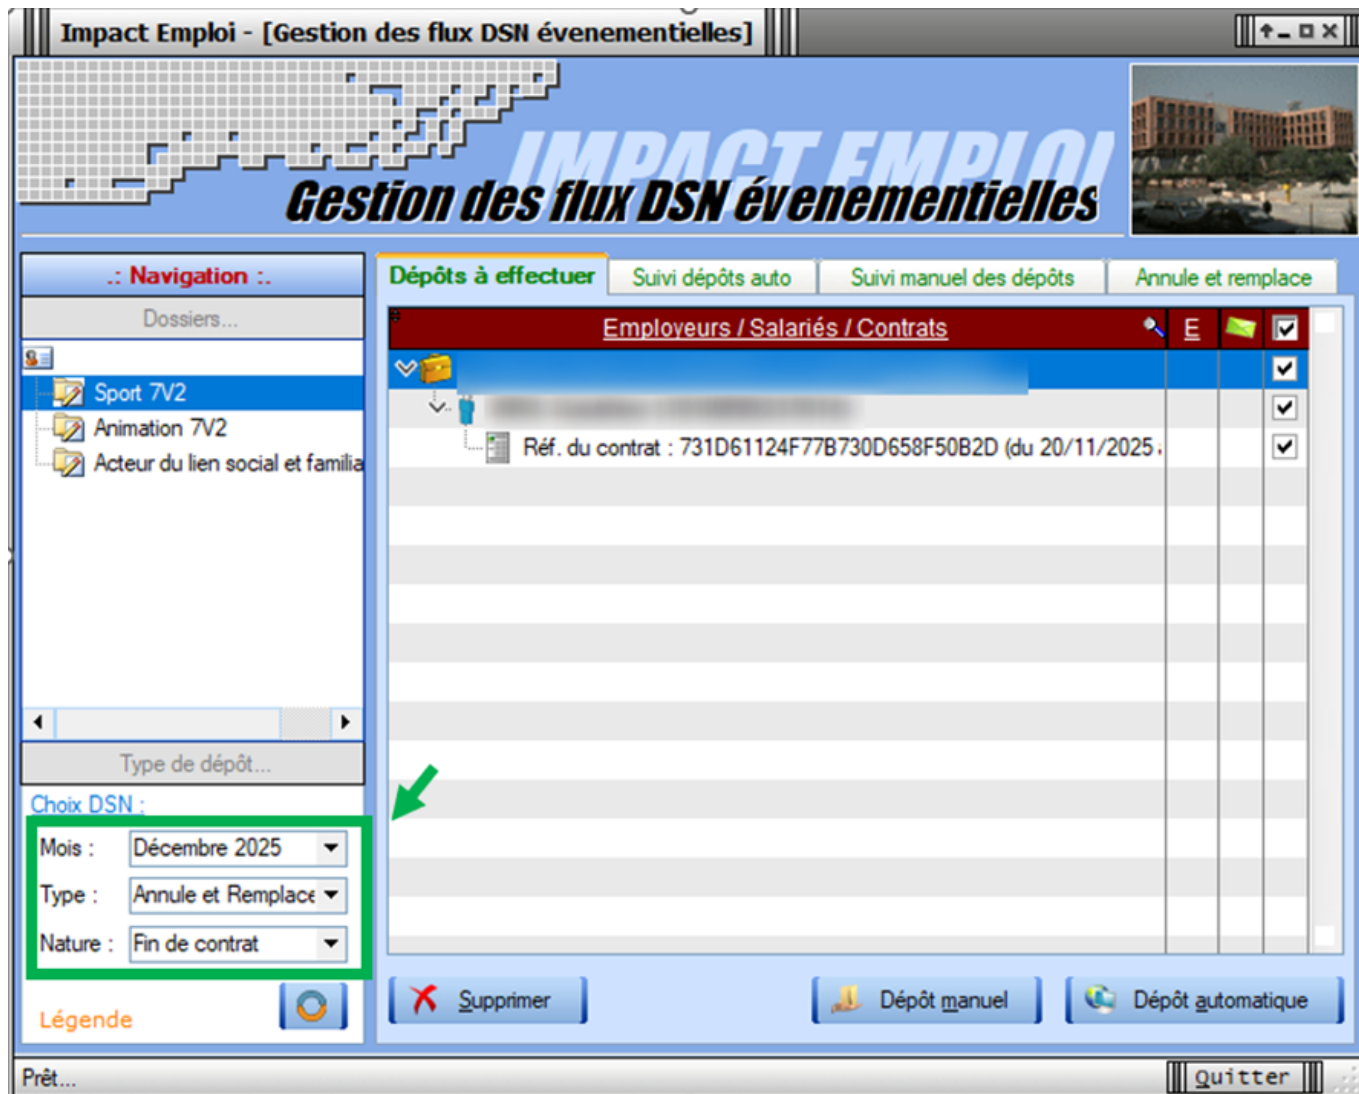 Impact Emploi - [Gestion des flux DSN évenementielles]
IMPACT EMPLOI
Gestion des flux DSN évenementielles
.: Navigation :.
Dossiers...
Sport 7V2
Animation 7V2
Acteur du lien social et familia
Type de dépôt...
Choix DSN :
Mois : Décembre 2025
Type : Annule et Remplace
Nature : Fin de contrat
Légende
Dépôts à effectuer Suivi dépôts auto Suivi manuel des dépôts Annule et remplace
Employeurs / Salariés / Contrats E
Réf. du contrat : 731D61124F77B730D658F50B2D (du 20/11/2025
Supprimer Dépôt manuel Dépôt automatique
Prêt... Quitter